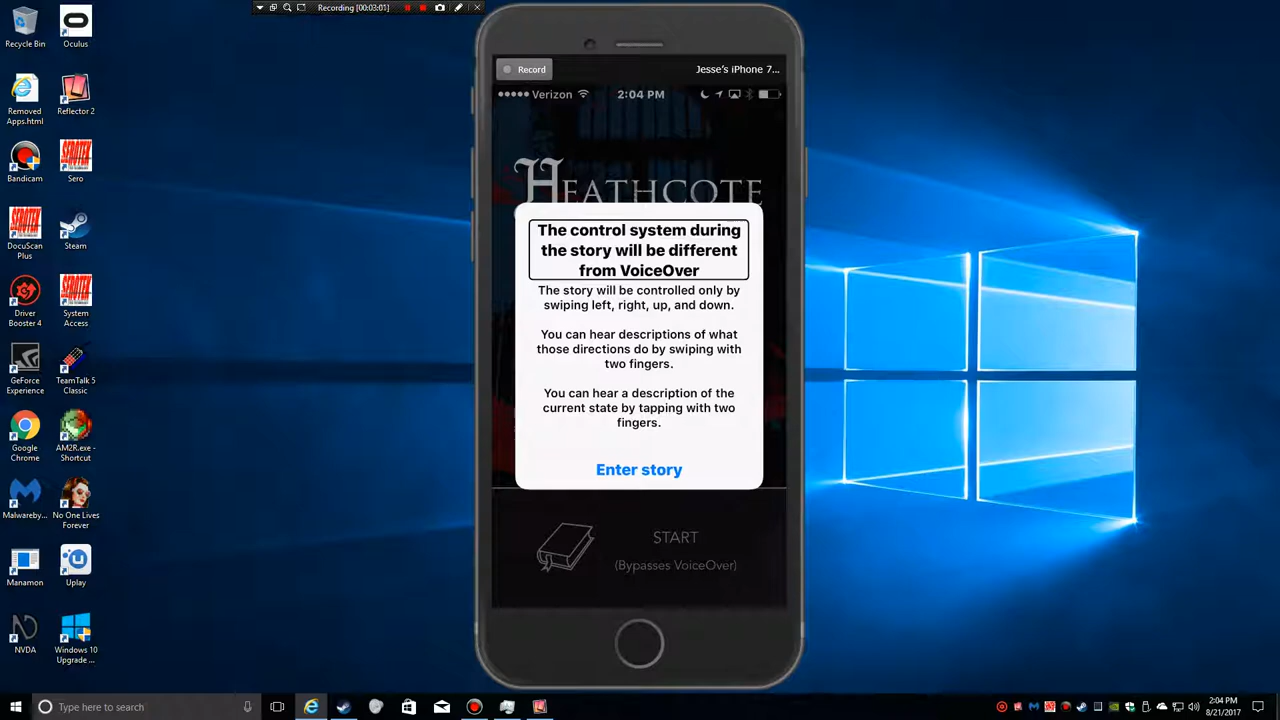 Recording [00:03:01]
Recycle Bin
Oculus
Removed
Apps.html
Reflector 2
Bandicam
SEROTEK
Sero
SEROTEK
DocuScan
Plus
Steam
Driver
Booster 4
SEROTEK
System
Access
GeForce
Experience
TeamTalk 5
Classic
Google
Chrome
AM2R.exe -
Shortcut
Malwareby...
No One Lives
Forever
Manamon
Uplay
NVDA
Windows 10
Upgrade ...
Record
Jesse's iPhone 7...
Verizon
2:04 PM
HEATHCOTE
The control system during
the story will be different
from VoiceOver
The story will be controlled only by
swiping left, right, up, and down.
You can hear descriptions of what
those directions do by swiping with
two fingers.
You can hear a description of the
current state by tapping with two
fingers.
Enter story
START
(Bypasses VoiceOver)
Type here to search
2:04 PM
8/21/2017